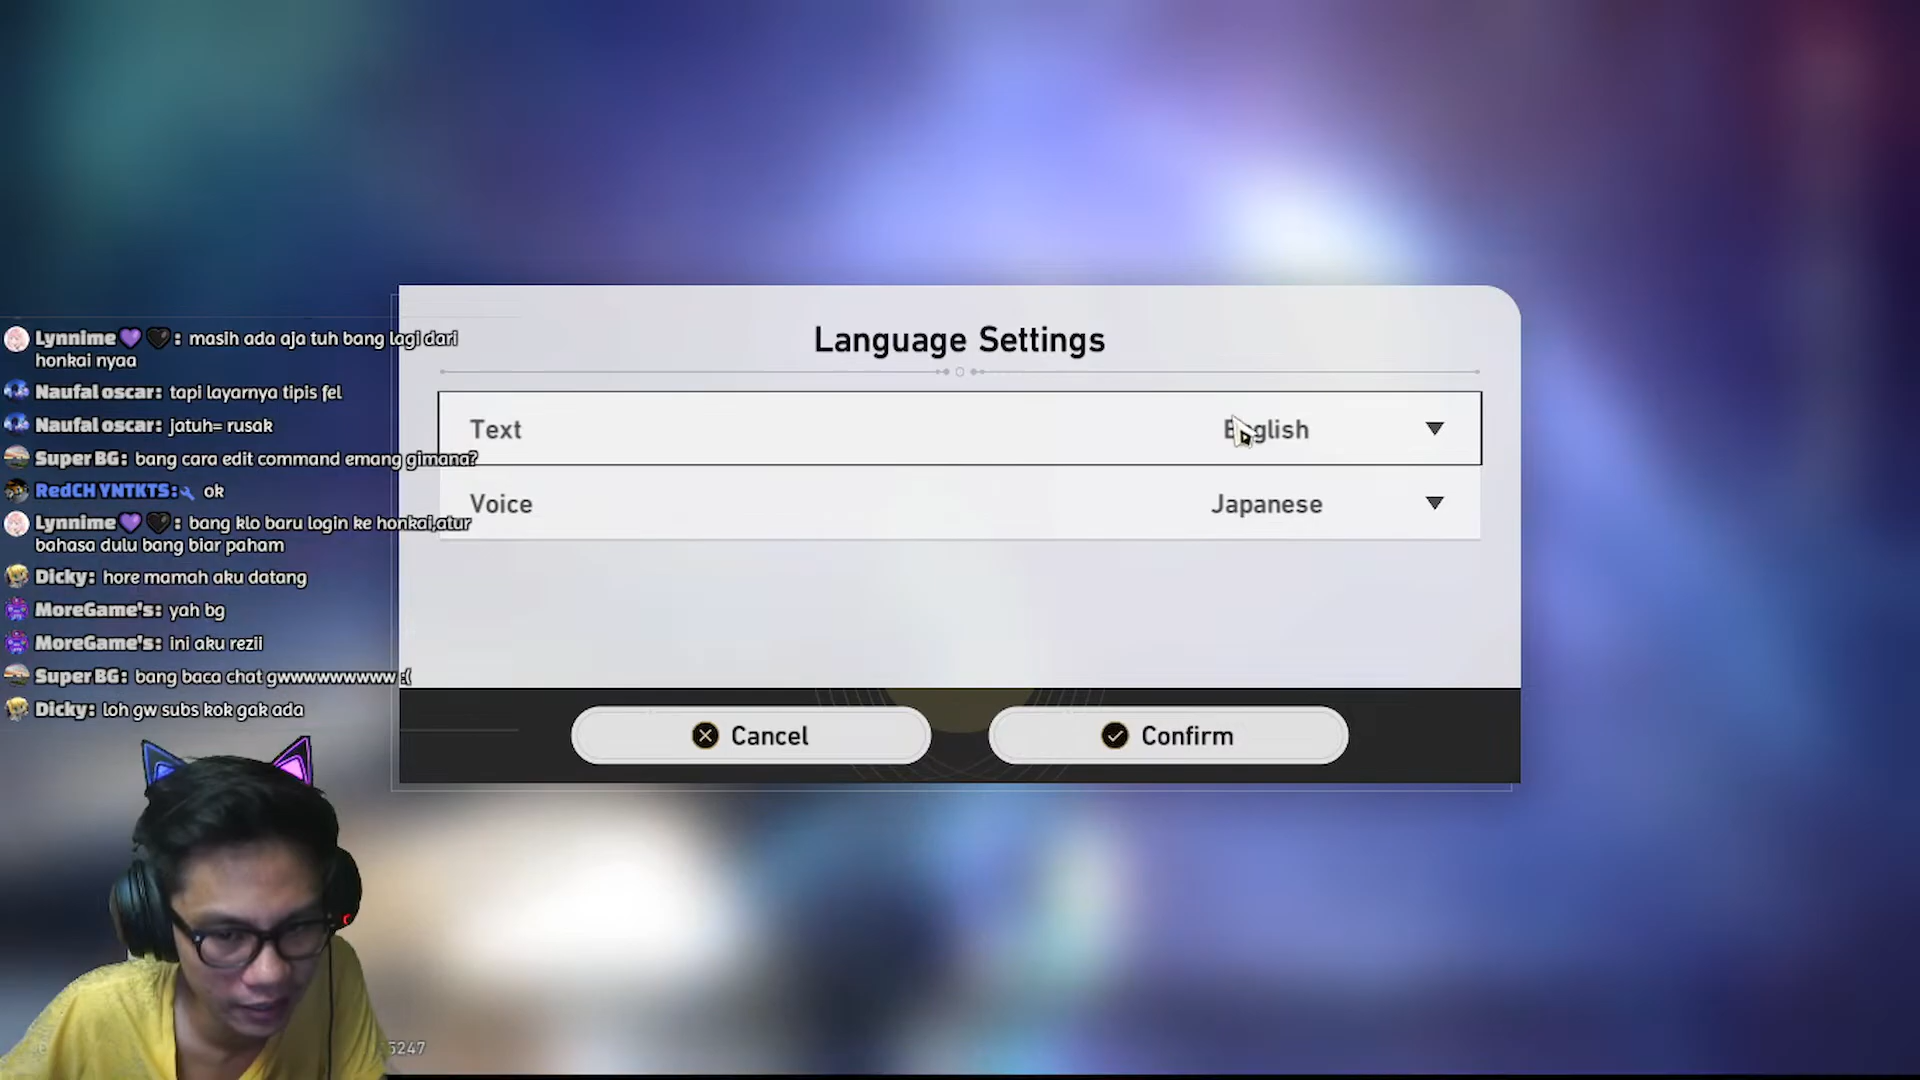 Language Settings
Text English
Voice Japanese
Cancel Confirm
Lynnime💜🖤: masih ada aja tuh bang lagi dari
honkai nyaa
Naufal oscar: tapi layarnya tipis fel
Naufal oscar: jatuh= rusak
Super BG: bang cara edit command emang gimana?
RedCH YNTKTS:🔧 ok
Lynnime💜🖤: bang klo baru login ke honkai,atur
bahasa dulu bang biar paham
Dicky: hore mamah aku datang
MoreGame's: yah bg
MoreGame's: ini aku rezii
Super BG: bang baca chat gwwwwwwwww :(
Dicky: loh gw subs kok gak ada
5247